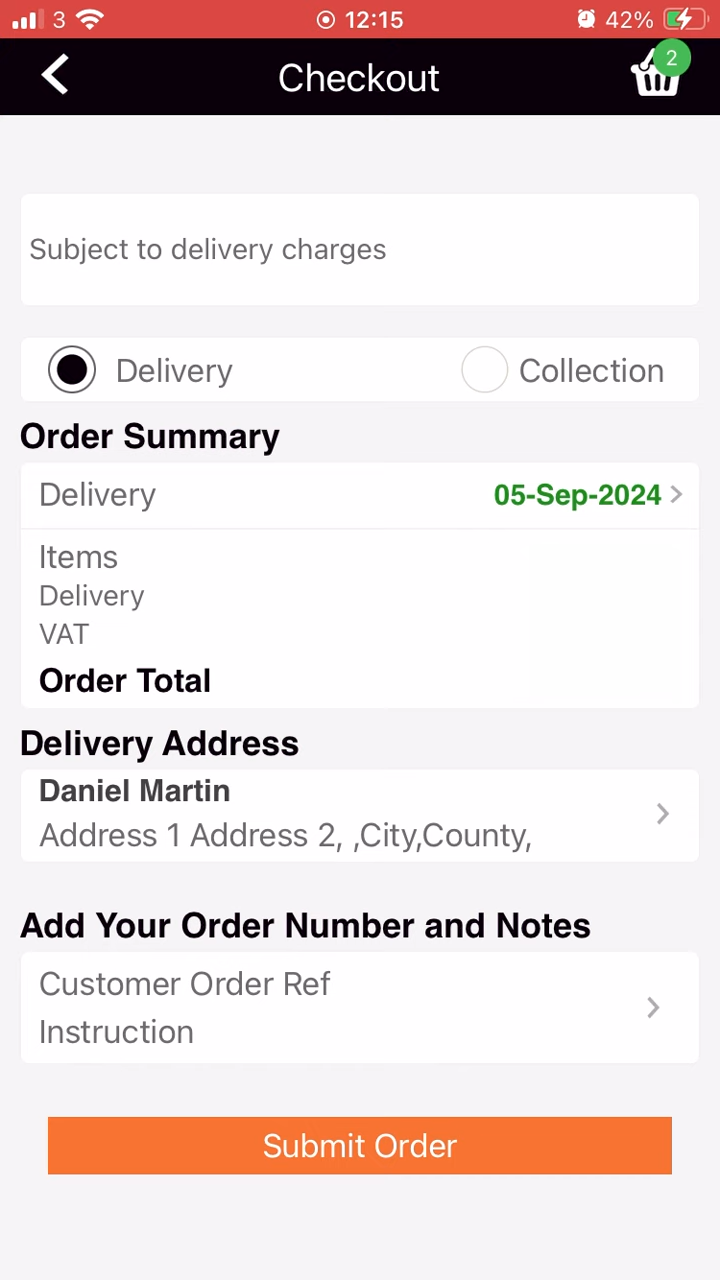 3 12:15 42%
Checkout
2
Subject to delivery charges
Delivery Collection
Order Summary
Delivery 05-Sep-2024
Items
Delivery
VAT
Order Total
Delivery Address
Daniel Martin
Address 1 Address 2, ,City,County,
Add Your Order Number and Notes
Customer Order Ref
Instruction
Submit Order